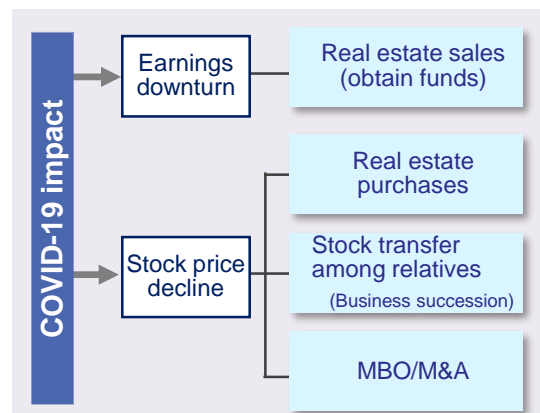 COVID-19 impact
Earnings
downturn
Real estate sales
(obtain funds)
Real estate
purchases
Stock price
decline
Stock transfer
among relatives
(Business succession)
MBO/M&A